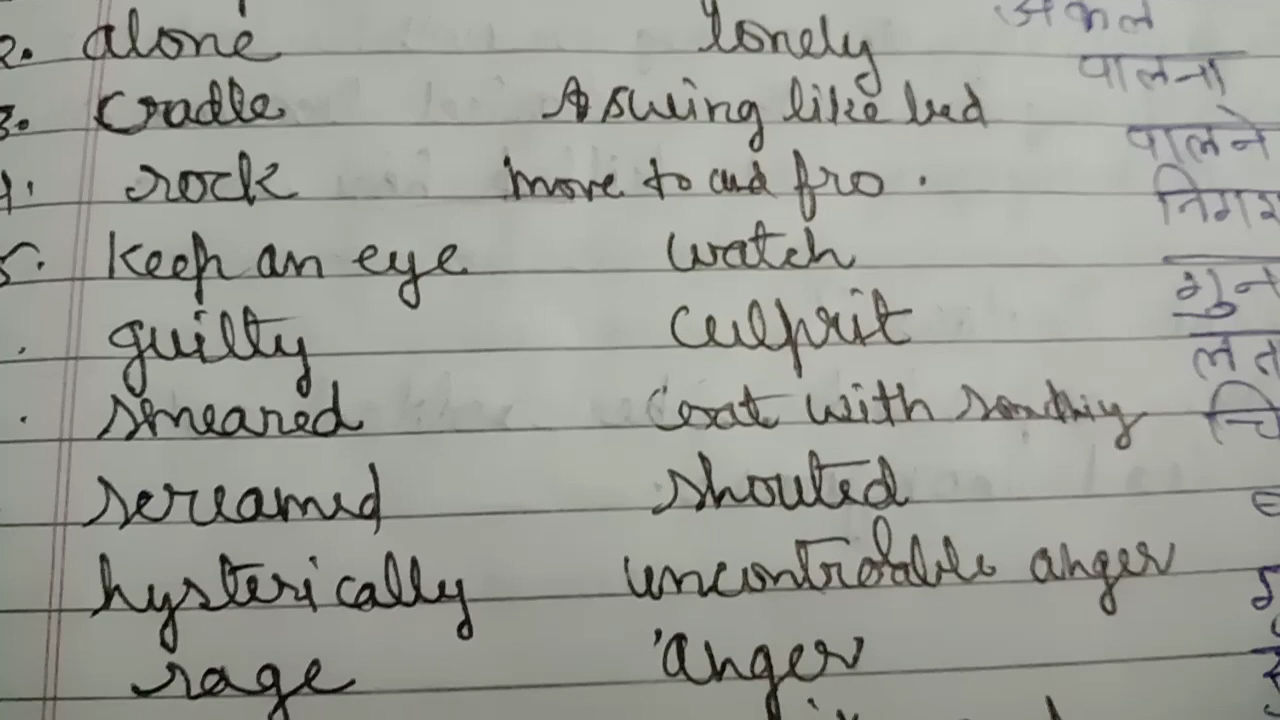 2. alone lonely अकेले
3. Cradle A swing like bed पालना
4. rock move to and fro. पालने
5. keep an eye watch
guilty culprit
smeared Coat with
screamed shouted
hysterically uncontrolable anger
rage anger